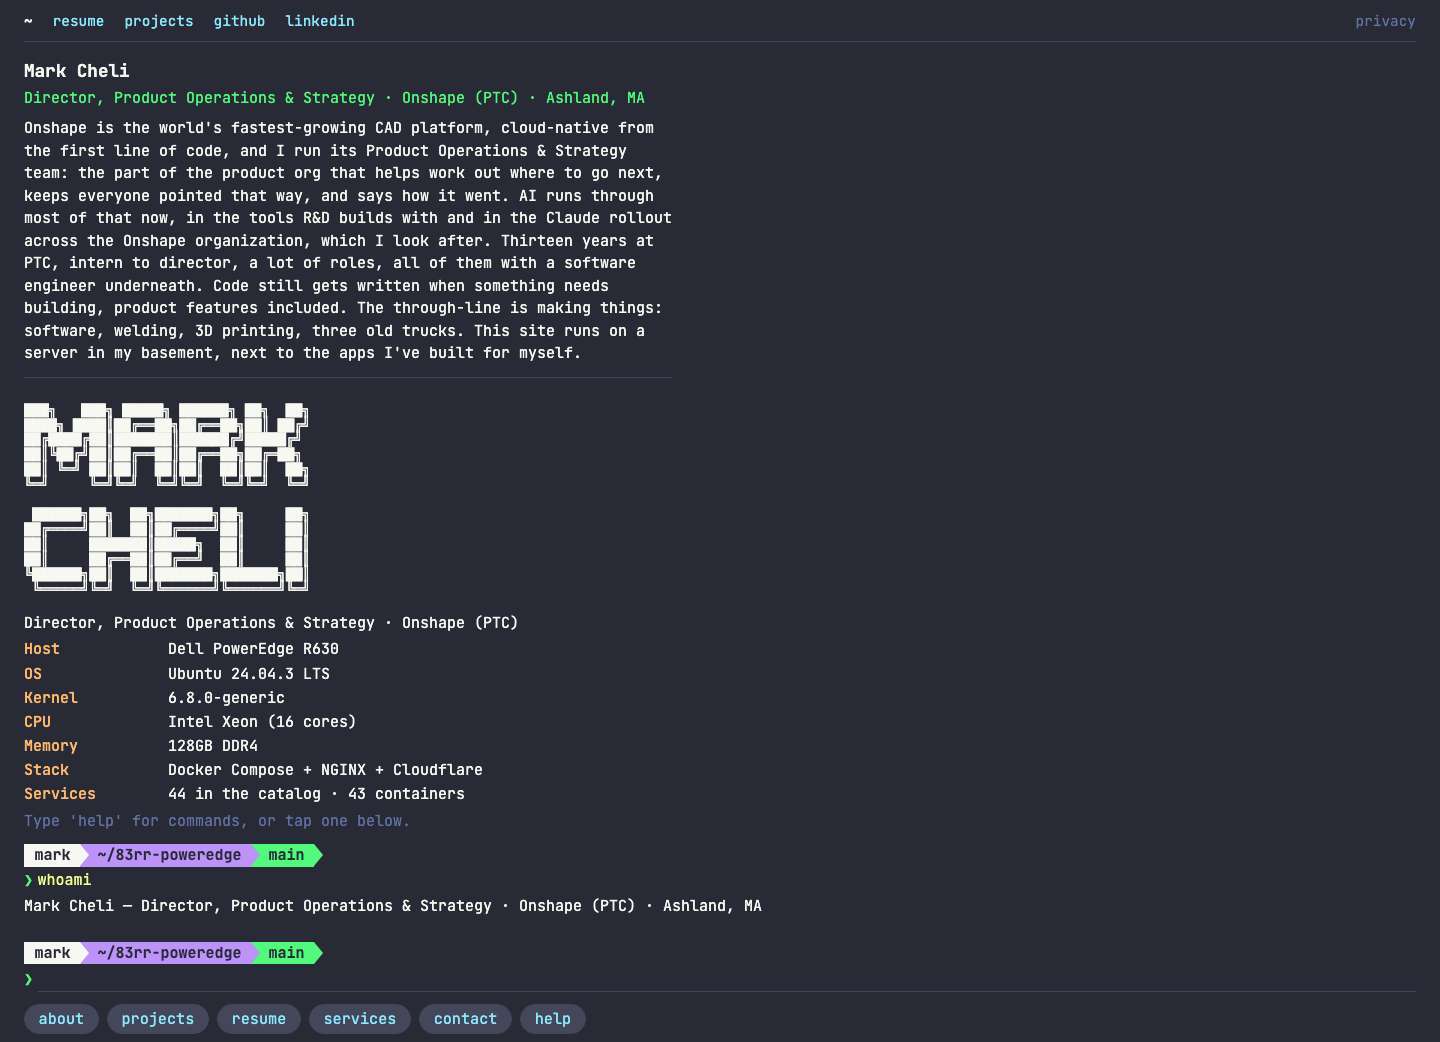 ~ resume projects github linkedin privacy
Mark Cheli
Director, Product Operations & Strategy · Onshape (PTC) · Ashland, MA
Onshape is the world's fastest-growing CAD platform, cloud-native from
the first line of code, and I run its Product Operations & Strategy
team: the part of the product org that helps work out where to go next,
keeps everyone pointed that way, and says how it went. AI runs through
most of that now, in the tools R&D builds with and in the Claude rollout
across the Onshape organization, which I look after. Thirteen years at
PTC, intern to director, a lot of roles, all of them with a software
engineer underneath. Code still gets written when something needs
building, product features included. The through-line is making things:
software, welding, 3D printing, three old trucks. This site runs on a
server in my basement, next to the apps I've built for myself.
MARK
CHELI
Director, Product Operations & Strategy · Onshape (PTC)
Host Dell PowerEdge R630
OS Ubuntu 24.04.3 LTS
Kernel 6.8.0-generic
CPU Intel Xeon (16 cores)
Memory 128GB DDR4
Stack Docker Compose + NGINX + Cloudflare
Services 44 in the catalog · 43 containers
Type 'help' for commands, or tap one below.
mark ~/83rr-poweredge main
❯ whoami
Mark Cheli — Director, Product Operations & Strategy · Onshape (PTC) · Ashland, MA
mark ~/83rr-poweredge main
❯
about projects resume services contact help